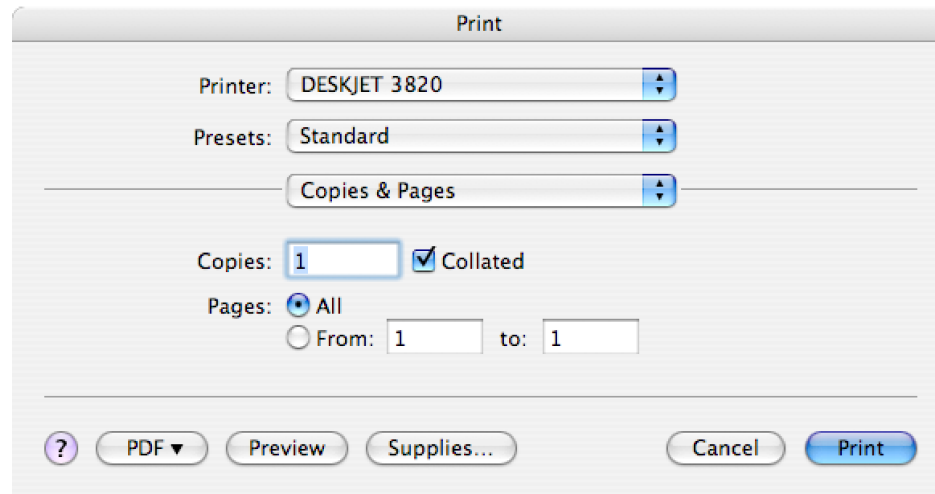 Print
Printer: DESKJET 3820
Presets: Standard
Copies & Pages
Copies: 1 Collated
Pages: All
From: 1 to: 1
? PDF▼ Preview Supplies... Cancel Print